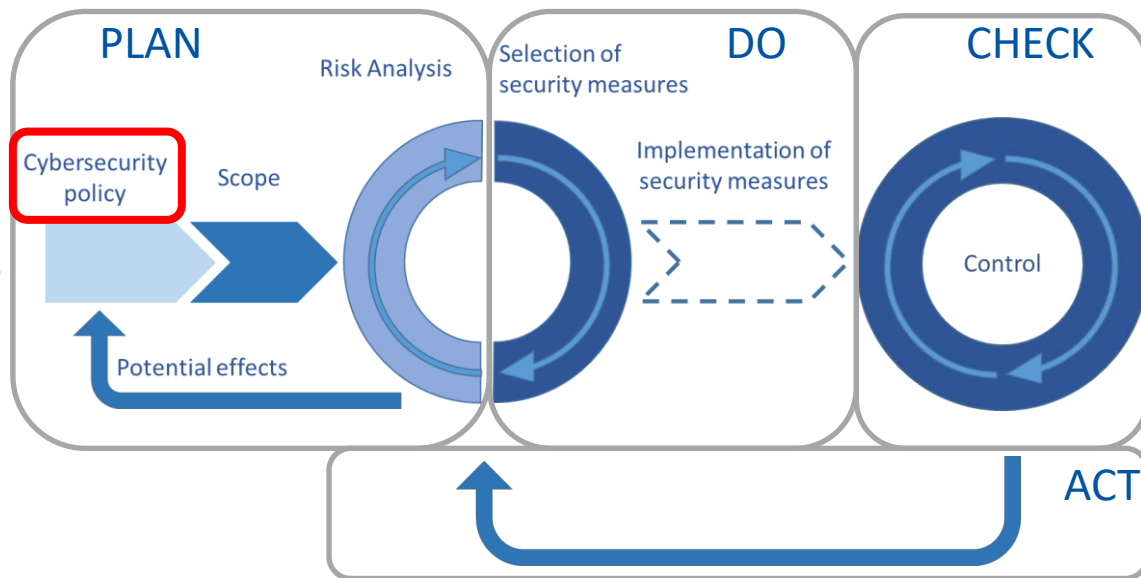 PLAN
DO
CHECK
Risk Analysis
Selection of
security measures
Cybersecurity
policy
Scope
Implementation of
security measures
Control
Potential effects
ACT